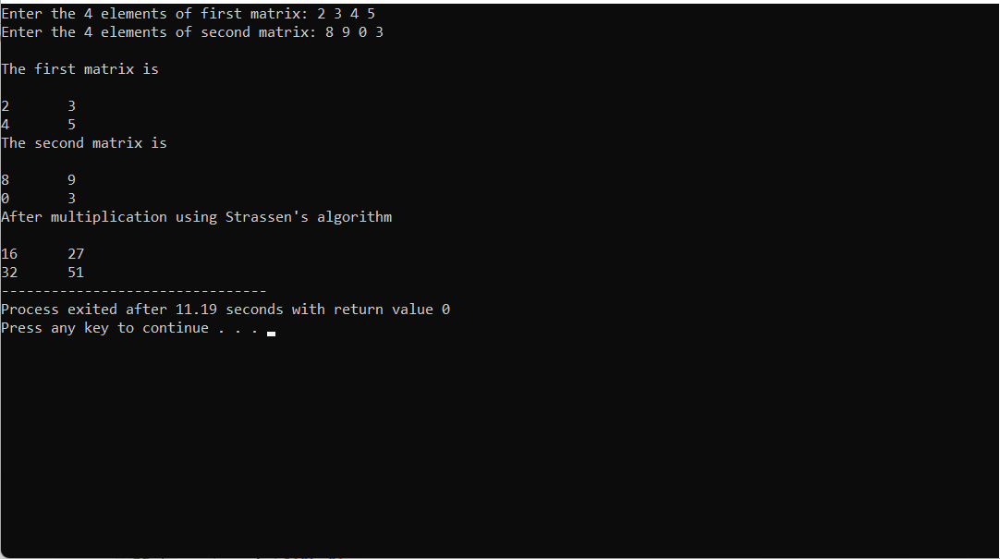 Enter the 4 elements of first matrix: 2 3 4 5
Enter the 4 elements of second matrix: 8 9 0 3
The first matrix is
2 3
4 5
The second matrix is
8 9
0 3
After multiplication using Strassen's algorithm
16 27
32 51
--------------------------------
Process exited after 11.19 seconds with return value 0
Press any key to continue . . .